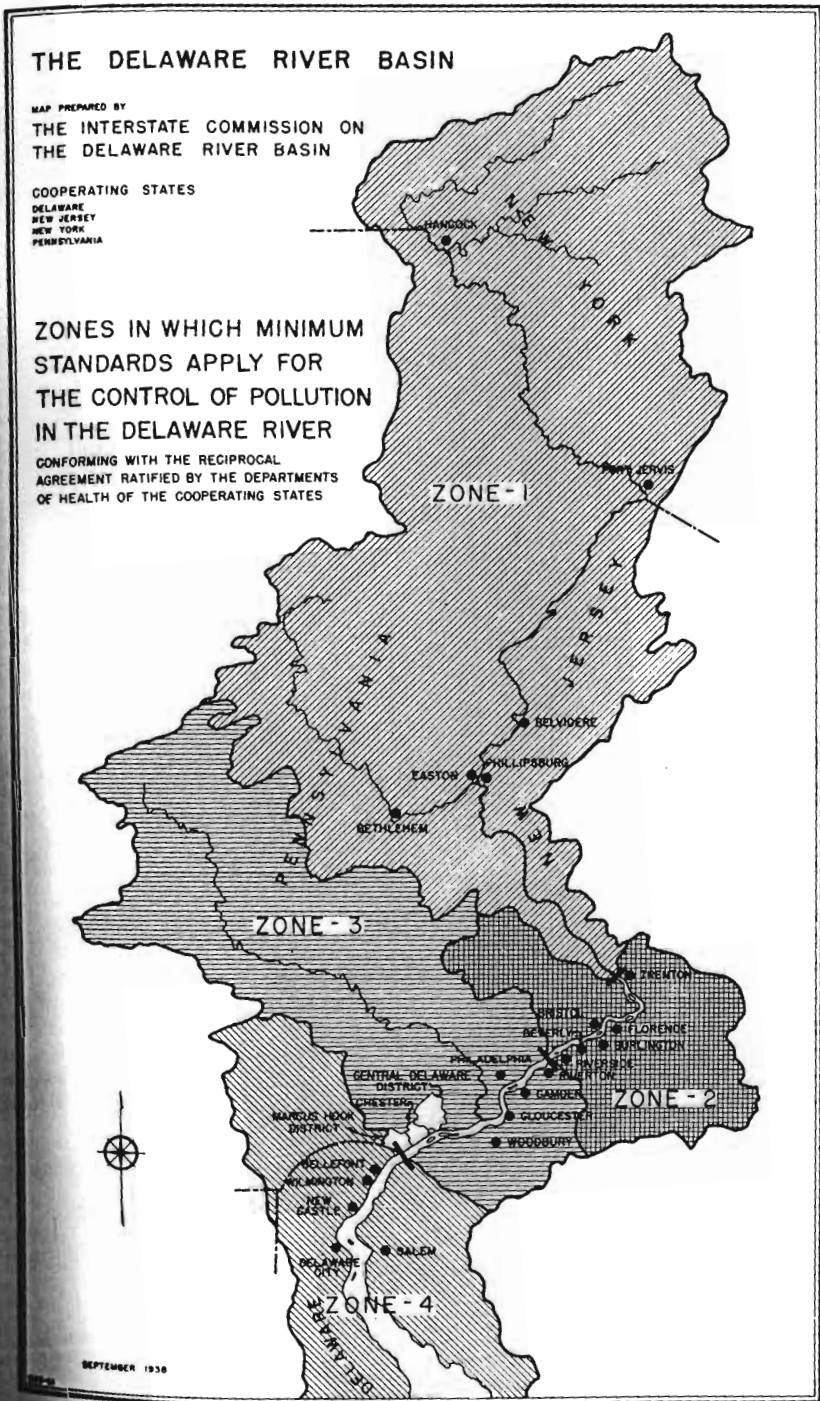 THE DELAWARE RIVER BASIN
MAP PREPARED BY
THE INTERSTATE COMMISSION ON
THE DELAWARE RIVER BASIN
COOPERATING STATES
DELAWARE
NEW JERSEY
NEW YORK
PENNSYLVANIA
ZONES IN WHICH MINIMUM
STANDARDS APPLY FOR
THE CONTROL OF POLLUTION
IN THE DELAWARE RIVER
CONFORMING WITH THE RECIPROCAL
AGREEMENT RATIFIED BY THE DEPARTMENTS
OF HEALTH OF THE COOPERATING STATES
NEW YORK
HANCOCK
PORT JERVIS
ZONE-1
NEW JERSEY
PENNSYLVANIA
BELVIDERE
EASTON
PHILLIPSBURG
BETHLEHEM
ZONE-3
TRENTON
BRISTOL
FLORENCE
BEVERLY
BURLINGTON
RIVERSIDE
PHILADELPHIA
RIVERTON
CENTRAL DELAWARE
DISTRICT
CAMDEN
ZONE-2
CHESTER
GLOUCESTER
MARCUS HOOK
DISTRICT
WOODBURY
BELLEFONT
WILMINGTON
NEW
CASTLE
SALEM
DELAWARE
CITY
ZONE-4
DELAWARE
SEPTEMBER 1938